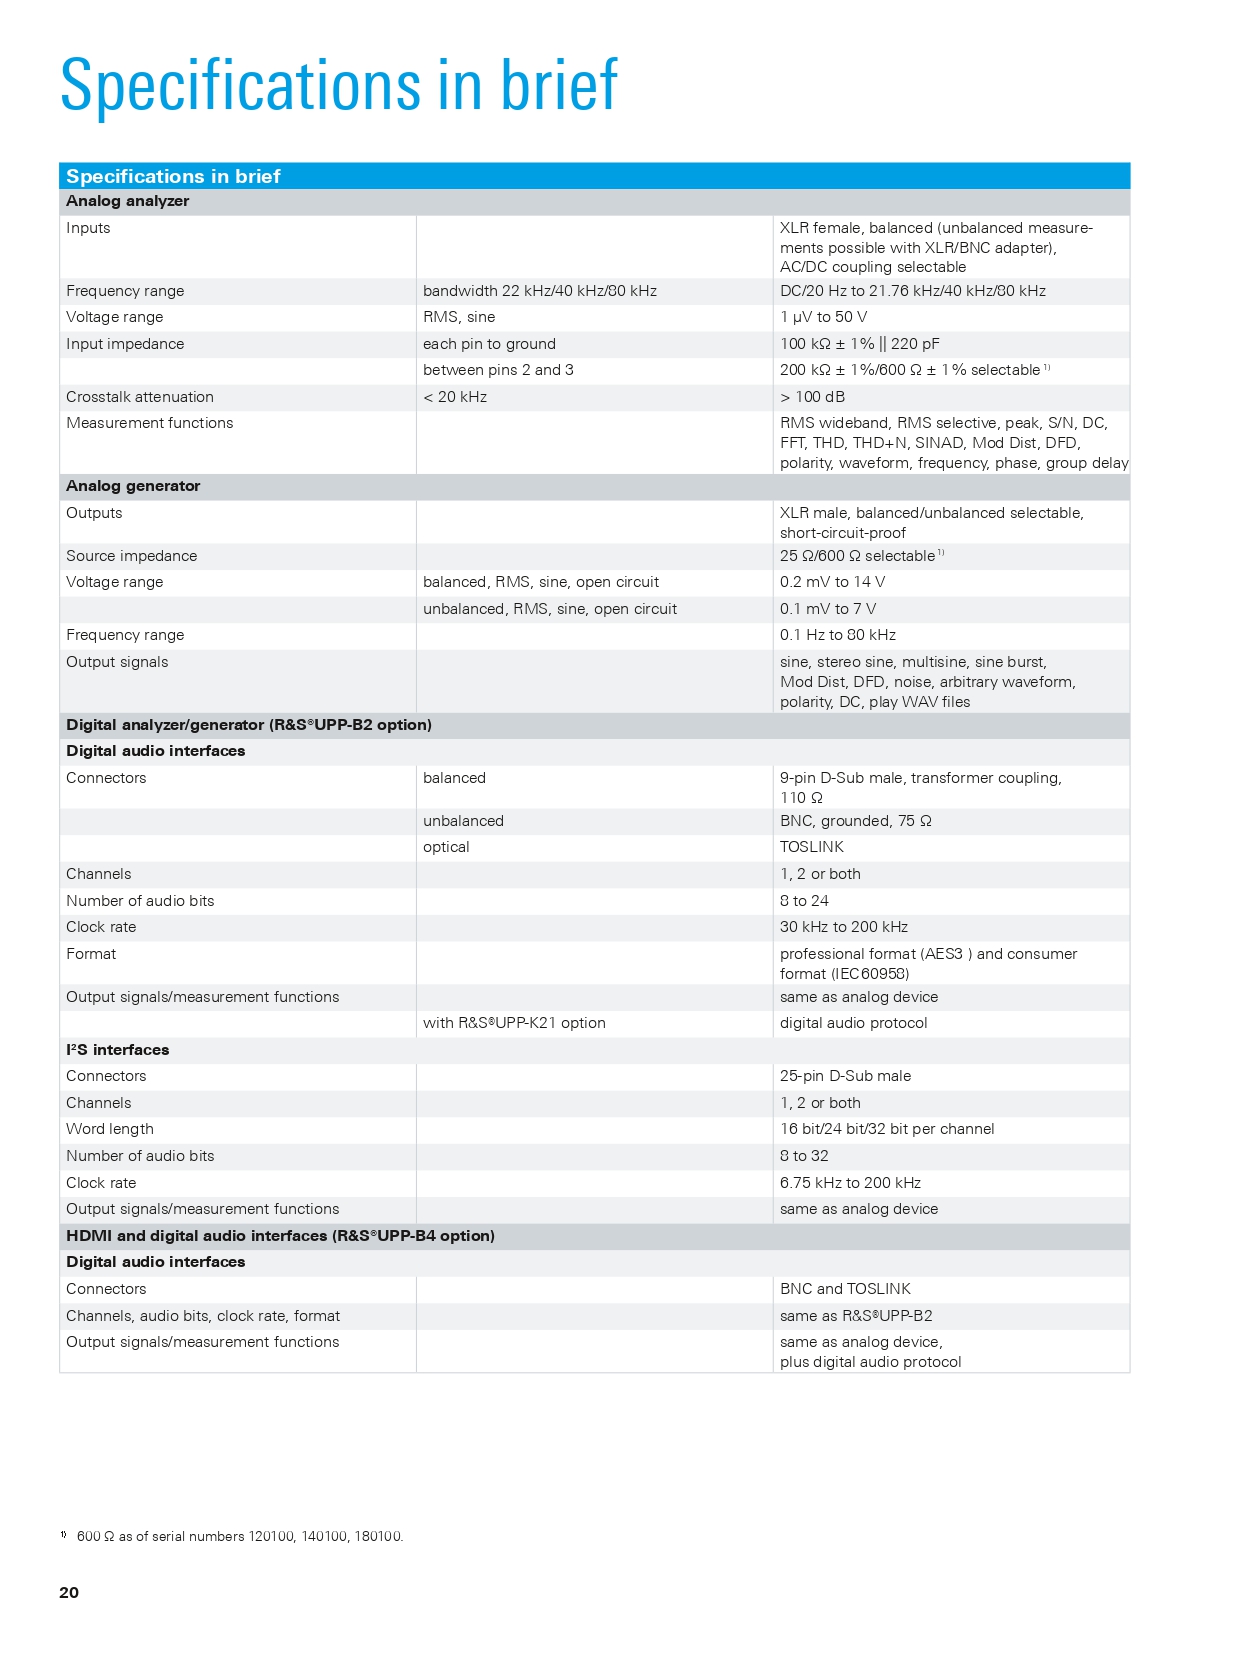 Specifications in brief
Specifications in brief
Analog analyzer
Inputs XLR female, balanced (unbalanced measure-
ments possible with XLR/BNC adapter),
AC/DC coupling selectable
Frequency range bandwidth 22 kHz/40 kHz/80 kHz DC/20 Hz to 21.76 kHz/40 kHz/80 kHz
Voltage range RMS, sine 1 µV to 50 V
Input impedance each pin to ground 100 kΩ ± 1% || 220 pF
between pins 2 and 3 200 kΩ ± 1%/600 Ω ± 1% selectable 1)
Crosstalk attenuation < 20 kHz > 100 dB
Measurement functions RMS wideband, RMS selective, peak, S/N, DC,
FFT, THD, THD+N, SINAD, Mod Dist, DFD,
polarity, waveform, frequency, phase, group delay
Analog generator
Outputs XLR male, balanced/unbalanced selectable,
short-circuit-proof
Source impedance 25 Ω/600 Ω selectable 1)
Voltage range balanced, RMS, sine, open circuit 0.2 mV to 14 V
unbalanced, RMS, sine, open circuit 0.1 mV to 7 V
Frequency range 0.1 Hz to 80 kHz
Output signals sine, stereo sine, multisine, sine burst,
Mod Dist, DFD, noise, arbitrary waveform,
polarity, DC, play WAV files
Digital analyzer/generator (R&S®UPP-B2 option)
Digital audio interfaces
Connectors balanced 9-pin D-Sub male, transformer coupling,
110 Ω
unbalanced BNC, grounded, 75 Ω
optical TOSLINK
Channels 1, 2 or both
Number of audio bits 8 to 24
Clock rate 30 kHz to 200 kHz
Format professional format (AES3 ) and consumer
format (IEC60958)
Output signals/measurement functions same as analog device
with R&S®UPP-K21 option digital audio protocol
I²S interfaces
Connectors 25-pin D-Sub male
Channels 1, 2 or both
Word length 16 bit/24 bit/32 bit per channel
Number of audio bits 8 to 32
Clock rate 6.75 kHz to 200 kHz
Output signals/measurement functions same as analog device
HDMI and digital audio interfaces (R&S®UPP-B4 option)
Digital audio interfaces
Connectors BNC and TOSLINK
Channels, audio bits, clock rate, format same as R&S®UPP-B2
Output signals/measurement functions same as analog device,
plus digital audio protocol
1) 600 Ω as of serial numbers 120100, 140100, 180100.
20